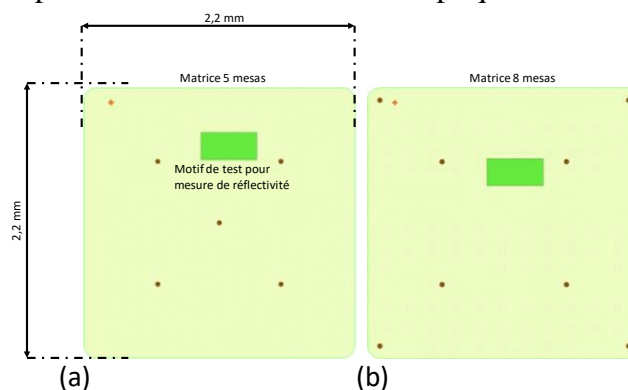 2,2 mm
Matrice 5 mesas
Matrice 8 mesas
Motif de test pour
mesure de réflectivité
2,2 mm
(a)
(b)